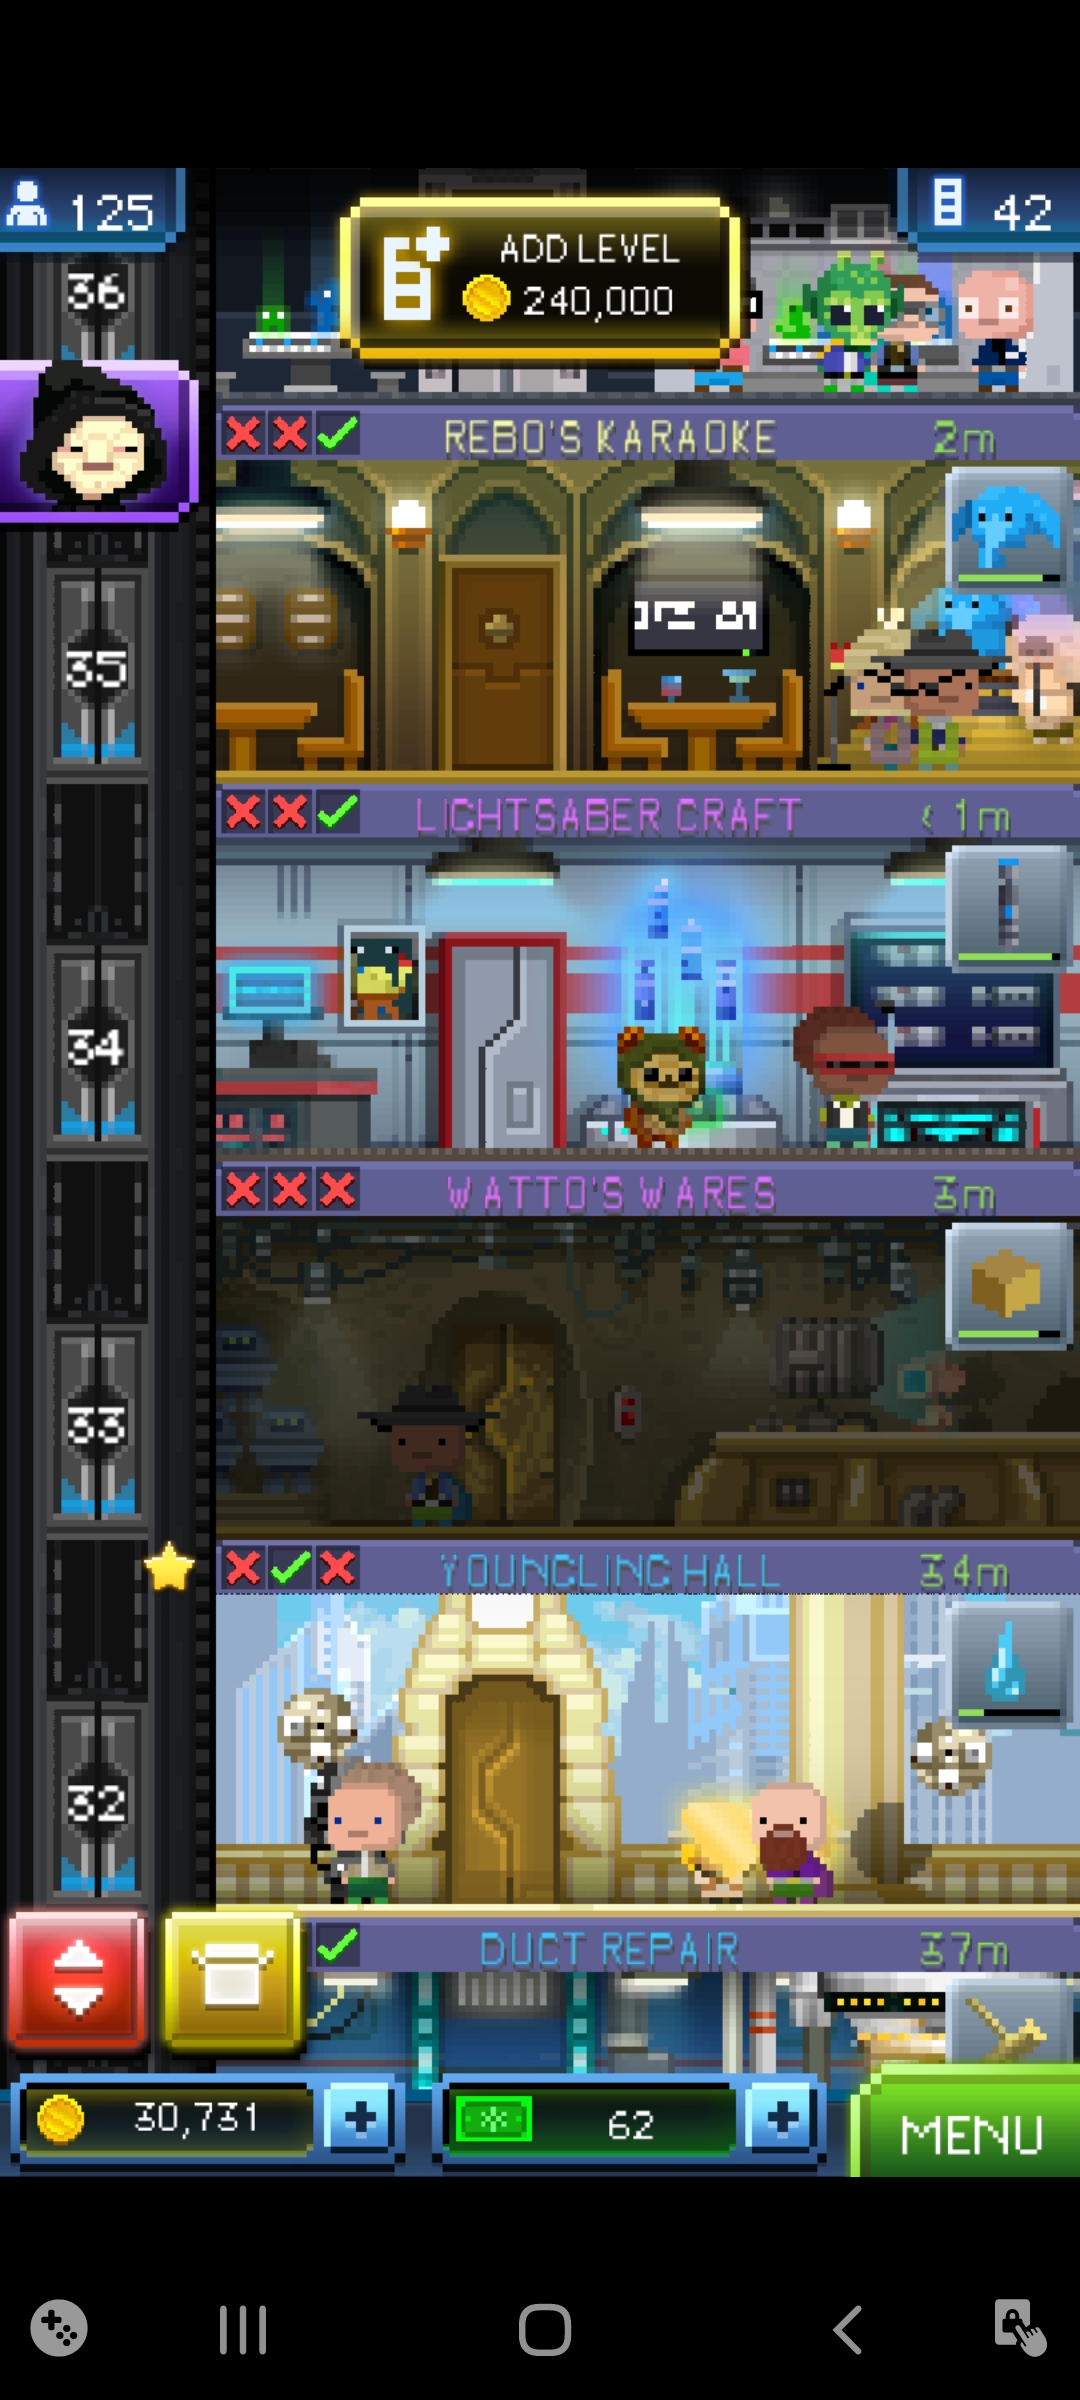 125
42
36
ADD LEVEL
240,000
REBO'S KARAOKE
2m
35
LIGHTSABER CRAFT
< 1m
34
WATTO'S WARES
3m
33
YOUNGLING HALL
34m
32
DUCT REPAIR
37m
30,731
62
MENU